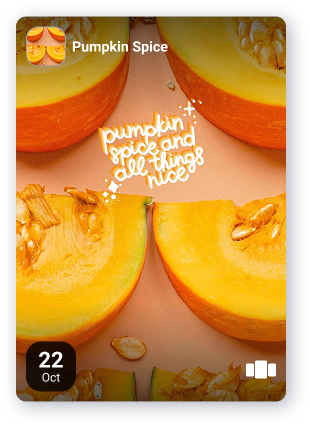 Pumpkin Spice
pumpkin
spice and
all things
nice
22
Oct